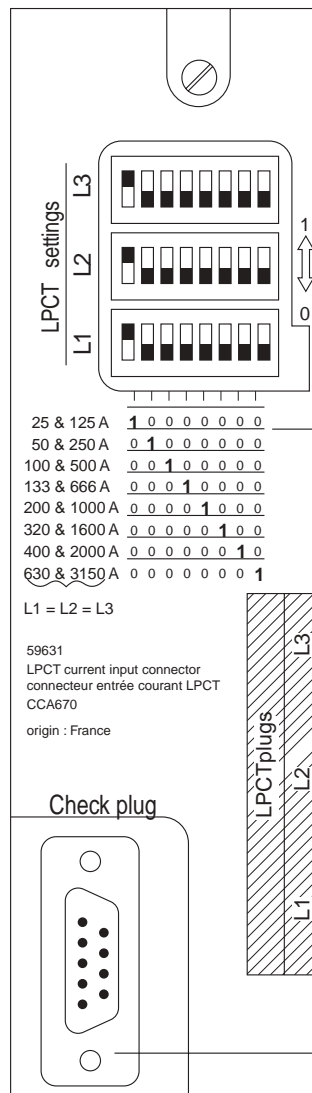 LPCT settings
L3
L2
L1
1
0
25 & 125 A 1 0 0 0 0 0 0 0
50 & 250 A 0 1 0 0 0 0 0 0
100 & 500 A 0 0 1 0 0 0 0 0
133 & 666 A 0 0 0 1 0 0 0 0
200 & 1000 A 0 0 0 0 1 0 0 0
320 & 1600 A 0 0 0 0 0 1 0 0
400 & 2000 A 0 0 0 0 0 0 1 0
630 & 3150 A 0 0 0 0 0 0 0 1
L1 = L2 = L3
59631
LPCT current input connector
connecteur entrée courant LPCT
CCA670
origin : France
LPCTplugs
L3
L2
L1
Check plug